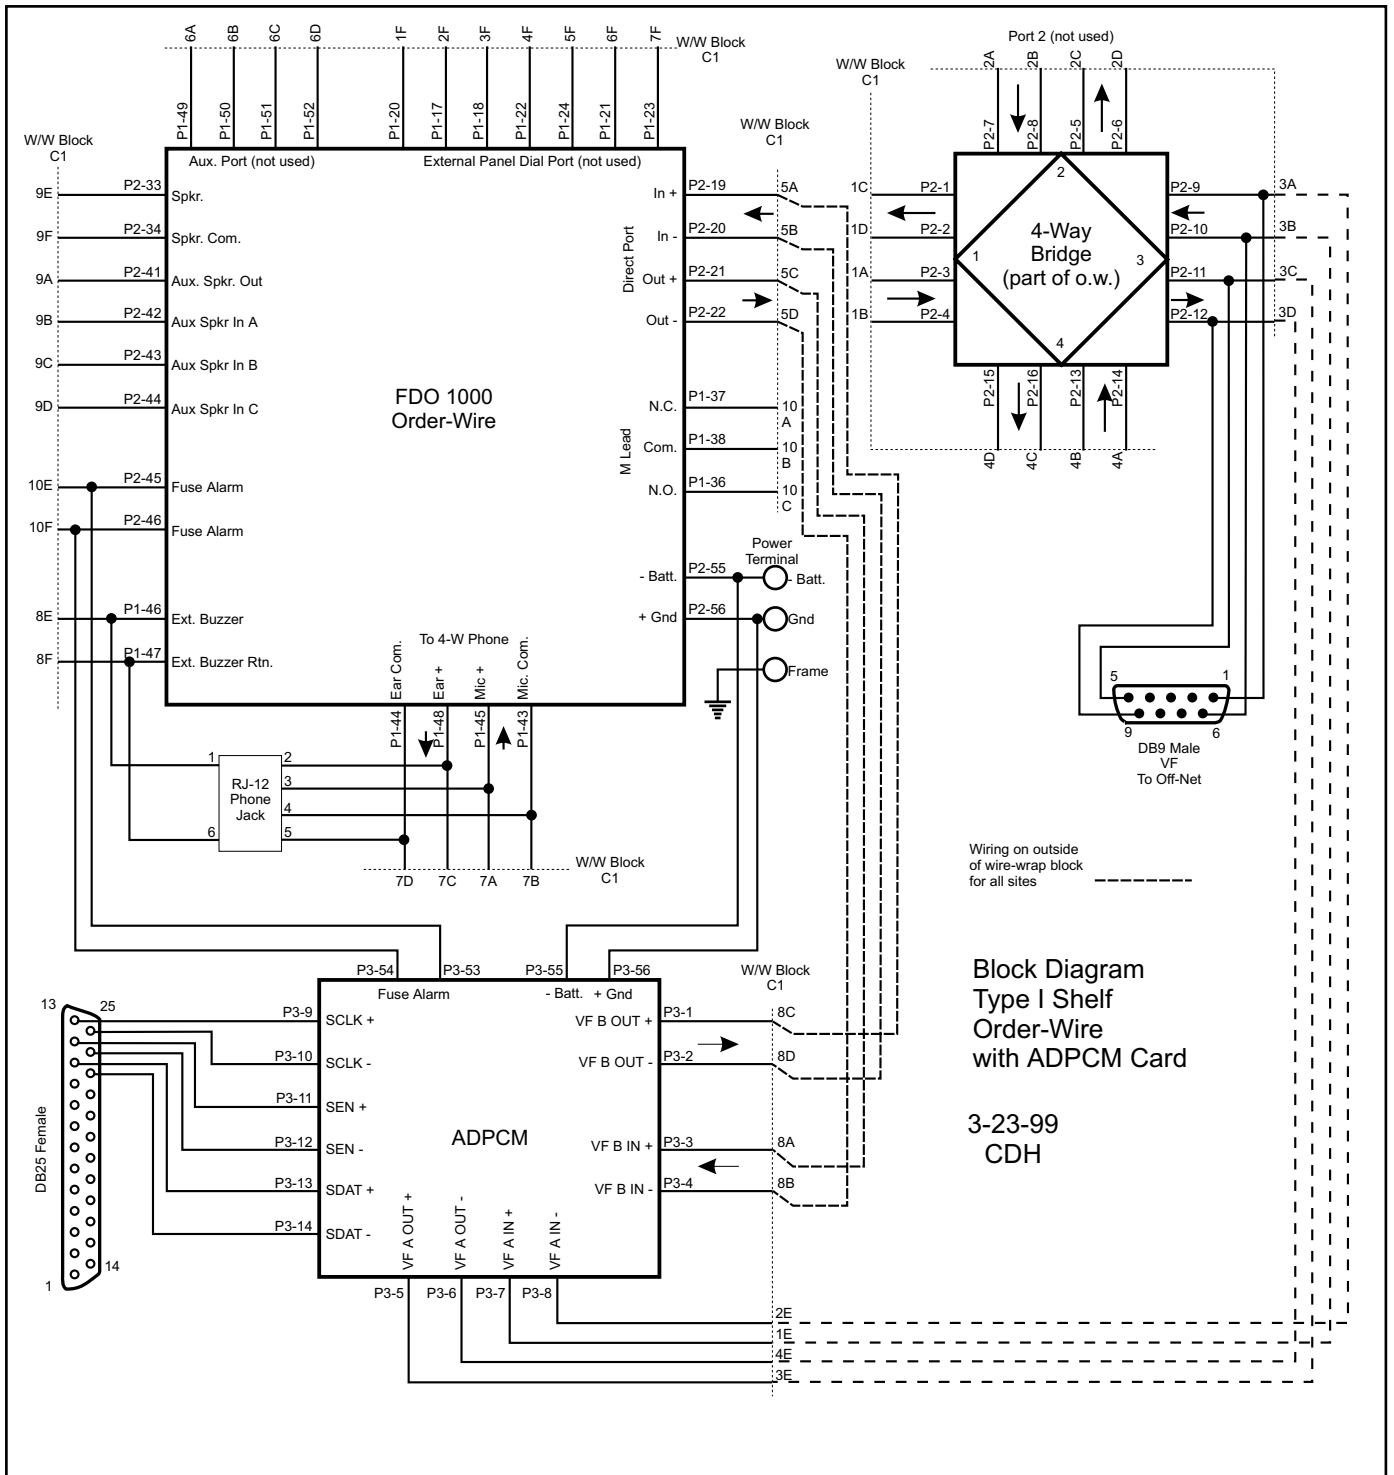 6A
6B
6C
6D
1F
2F
3F
4F
5F
6F
7F
W/W Block
C1
P1-49
P1-50
P1-51
P1-52
P1-20
P1-17
P1-18
P1-22
P1-24
P1-21
P1-23
Port 2 (not used)
W/W Block
C1
2A
2B
2C
2D
P2-7
P2-8
P2-5
P2-6
W/W Block
C1
W/W Block
C1
Aux. Port (not used)
External Panel Dial Port (not used)
9E
P2-33
Spkr.
9F
P2-34
Spkr. Com.
9A
P2-41
Aux. Spkr. Out
9B
P2-42
Aux Spkr In A
9C
P2-43
Aux Spkr In B
9D
P2-44
Aux Spkr In C
10E
P2-45
Fuse Alarm
10F
P2-46
Fuse Alarm
8E
P1-46
Ext. Buzzer
8F
P1-47
Ext. Buzzer Rtn.
FDO 1000
Order-Wire
Direct Port
In +
P2-19
5A
In -
P2-20
5B
Out +
P2-21
5C
Out -
P2-22
5D
M Lead
N.C.
P1-37
10
A
Com.
P1-38
10
B
N.O.
P1-36
10
C
Power
Terminal
- Batt.
P2-55
- Batt.
+ Gnd
P2-56
Gnd
Frame
1C
P2-1
1D
P2-2
1A
P2-3
1B
P2-4
2
4-Way
Bridge
(part of o.w.)
1
3
4
P2-9
3A
P2-10
3B
P2-11
3C
P2-12
3D
P2-15
P2-16
P2-13
P2-14
4D
4C
4B
4A
To 4-W Phone
Ear Com.
Ear +
Mic +
Mic. Com.
P1-44
P1-48
P1-45
P1-43
1
6
RJ-12
Phone
Jack
2
3
4
5
7D
7C
7A
7B
W/W Block
C1
5
1
9
6
DB9 Male
VF
To Off-Net
Wiring on outside
of wire-wrap block
for all sites
Block Diagram
Type I Shelf
Order-Wire
with ADPCM Card
3-23-99
CDH
P3-54
P3-53
P3-55
P3-56
Fuse Alarm
- Batt.
+ Gnd
W/W Block
C1
13
25
DB25 Female
14
1
P3-9
SCLK +
P3-10
SCLK -
P3-11
SEN +
P3-12
SEN -
P3-13
SDAT +
P3-14
SDAT -
ADPCM
VF B OUT +
P3-1
8C
VF B OUT -
P3-2
8D
VF B IN +
P3-3
8A
VF B IN -
P3-4
8B
VF A OUT +
VF A OUT -
VF A IN +
VF A IN -
P3-5
P3-6
P3-7
P3-8
2E
1E
4E
3E